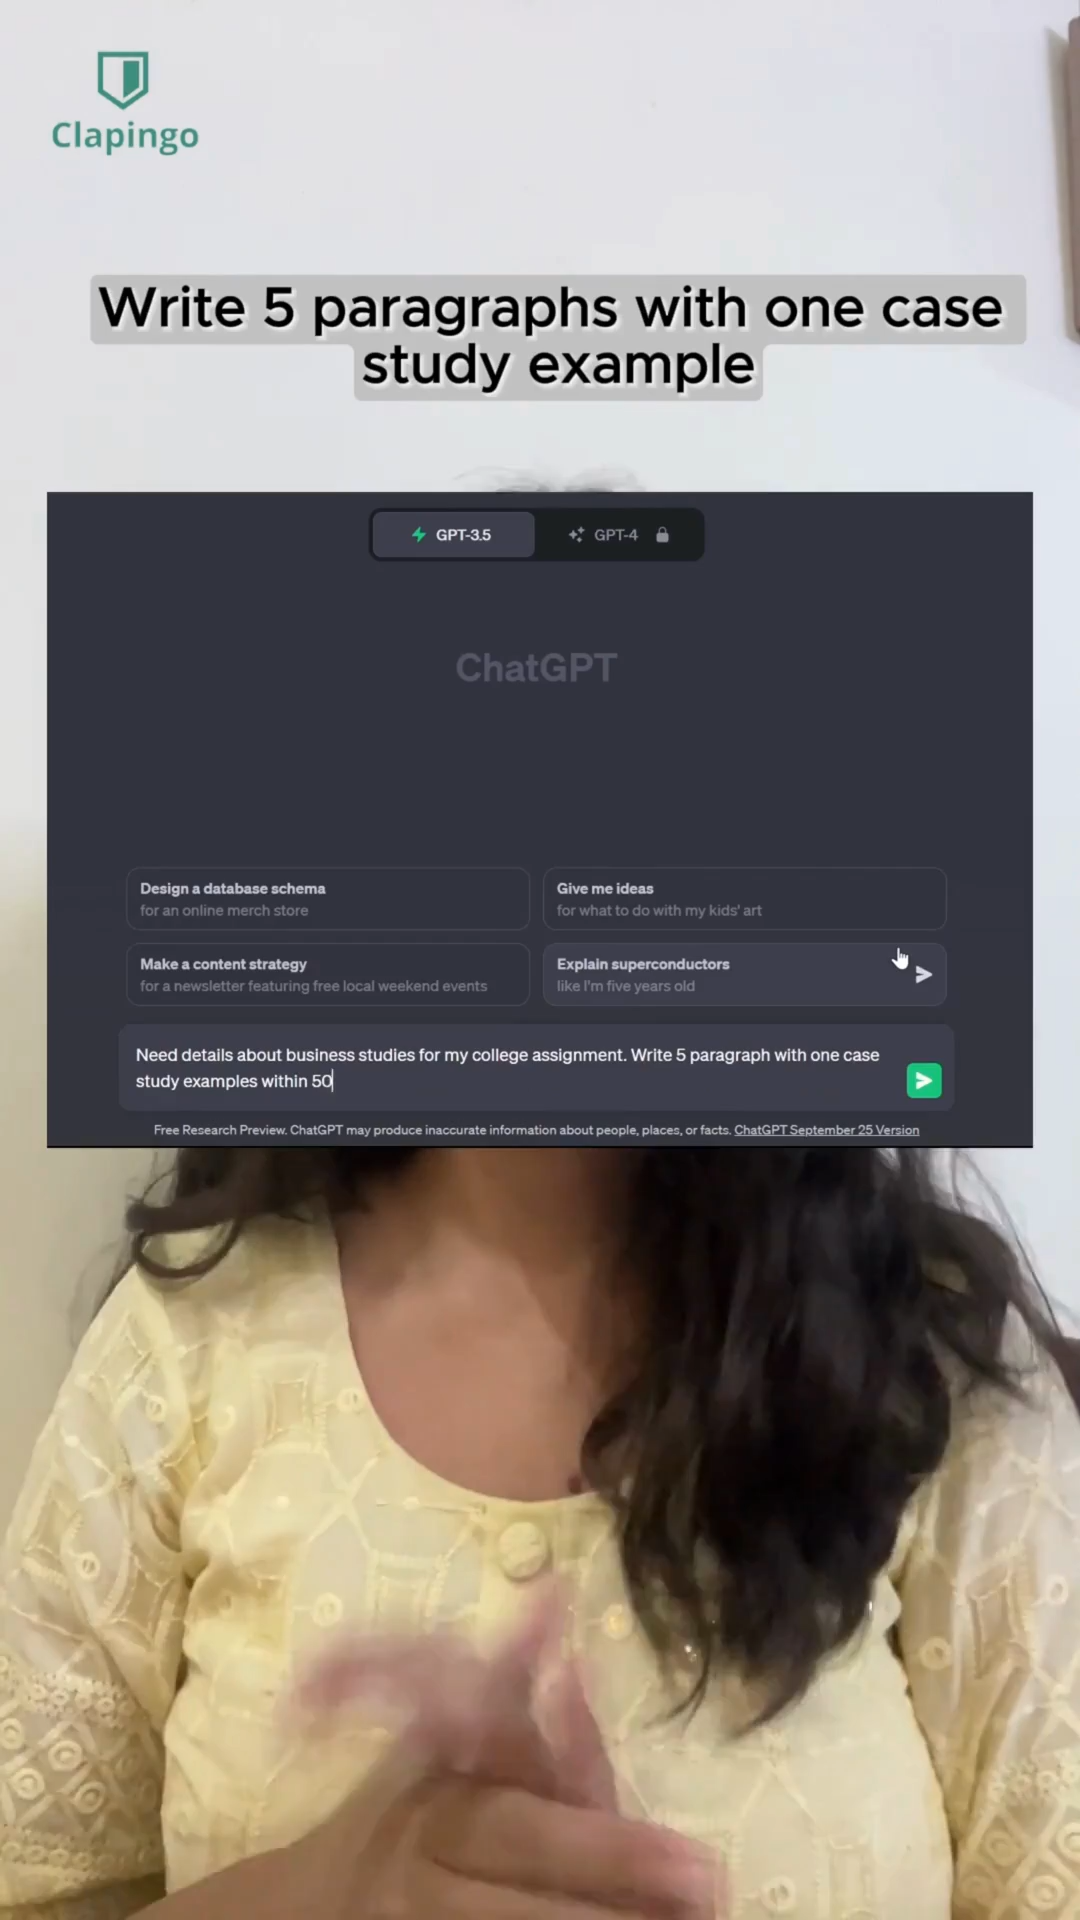 Clapingo
Write 5 paragraphs with one case
study example
GPT-3.5
GPT-4
ChatGPT
Design a database schema
for an online merch store
Give me ideas
for what to do with my kids' art
Make a content strategy
for a newsletter featuring free local weekend events
Explain superconductors
like I'm five years old
Need details about business studies for my college assignment. Write 5 paragraph with one case
study examples within 50
Free Research Preview. ChatGPT may produce inaccurate information about people, places, or facts. ChatGPT September 25 Version